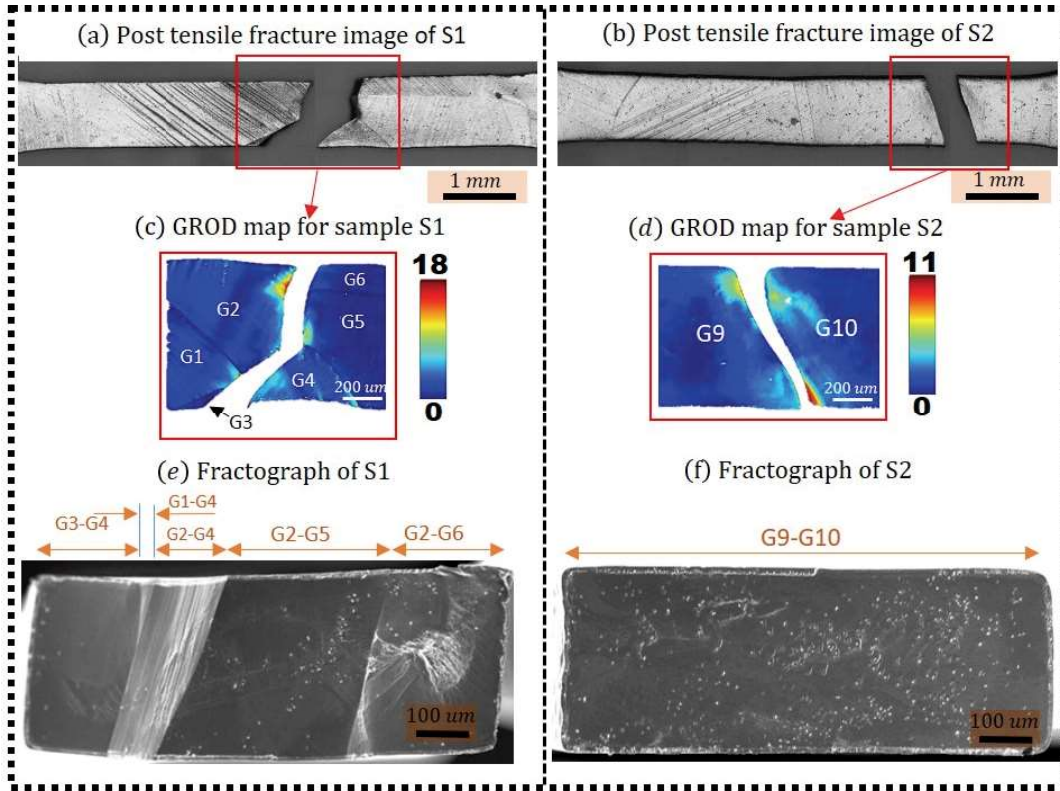 (a) Post tensile fracture image of S1
1 mm
(c) GROD map for sample S1
18
0
G1
G2
G3
G4
G5
G6
200 um
(e) Fractograph of S1
G1-G4
G3-G4
G2-G4
G2-G5
G2-G6
100 um
(b) Post tensile fracture image of S2
1 mm
(d) GROD map for sample S2
11
0
G9
G10
200 um
(f) Fractograph of S2
G9-G10
100 um